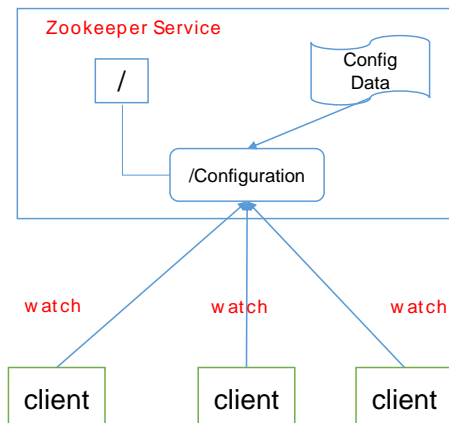 Zookeeper Service
/
Config
Data
/Configuration
watch
watch
watch
client
client
client